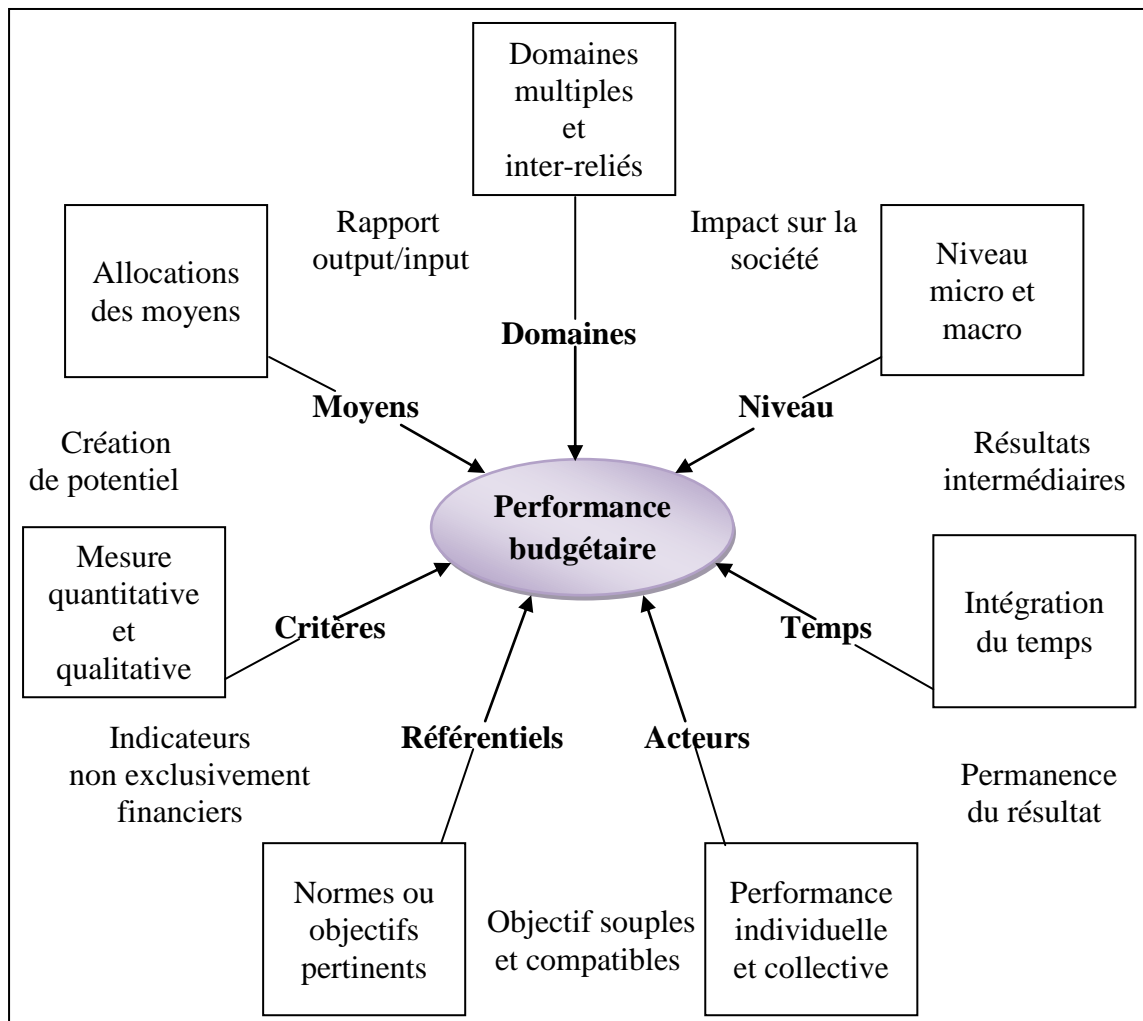 Domaines
multiples
et
inter-reliés
Rapport
output/input
Impact sur la
société
Allocations
des moyens
Niveau
micro et
macro
Domaines
Moyens
Niveau
Création
de potentiel
Résultats
intermédiaires
Performance
budgétaire
Mesure
quantitative
et
qualitative
Critères
Temps
Intégration
du temps
Référentiels
Acteurs
Indicateurs
non exclusivement
financiers
Permanence
du résultat
Normes ou
objectifs
pertinents
Objectif souples
et compatibles
Performance
individuelle
et collective